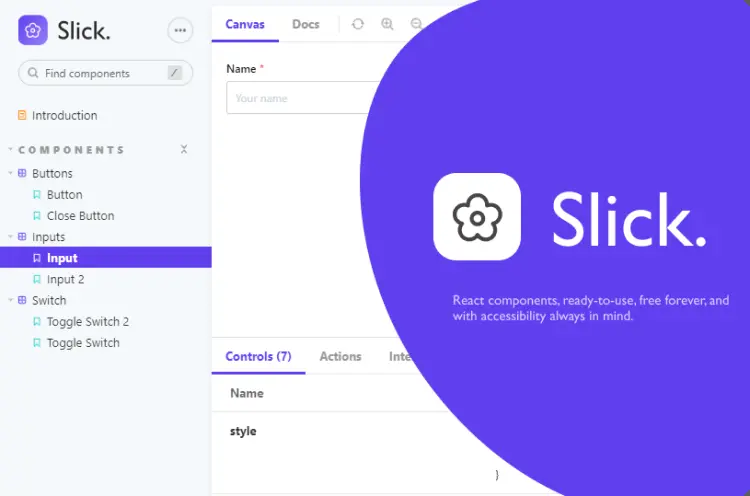 Slick.
Find components
/
Introduction
COMPONENTS
Buttons
Button
Close Button
Inputs
Input
Input 2
Switch
Toggle Switch 2
Toggle Switch
Canvas
Docs
Name *
Your name
Controls (7)
Actions
Name
style
}
Slick.
React components, ready-to-use, free forever, and
with accessibility always in mind.